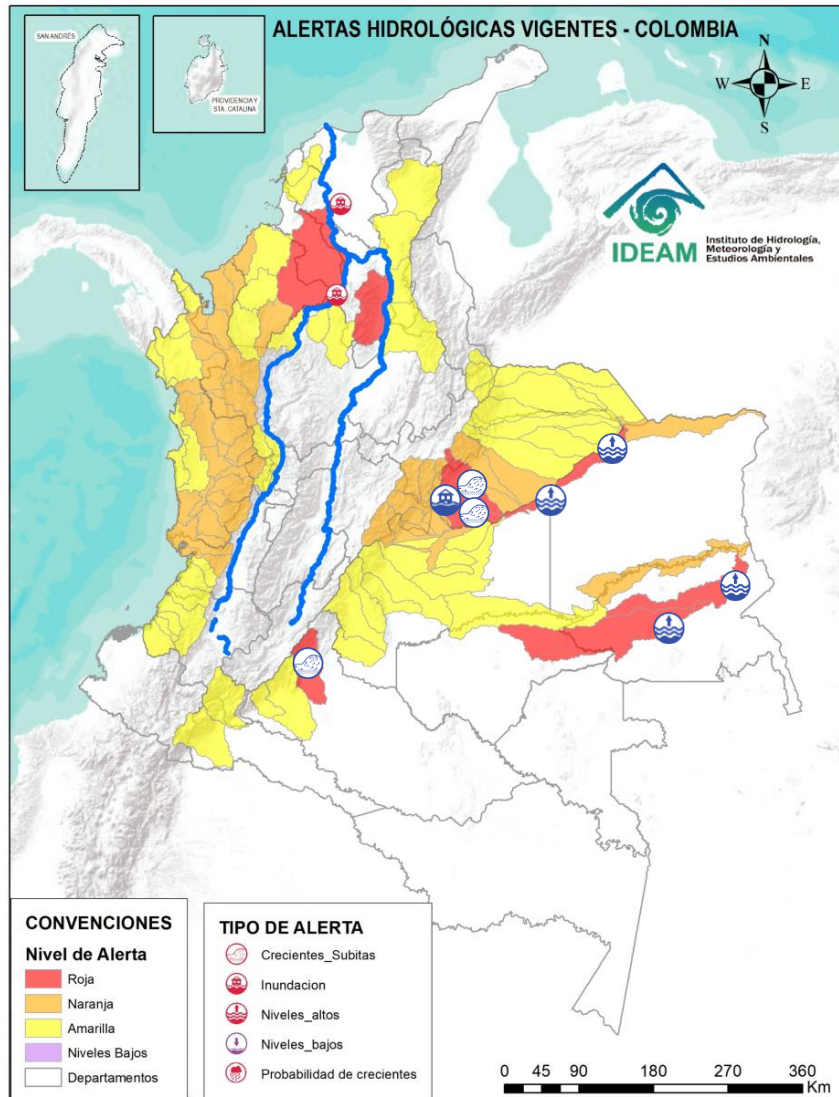 ALERTAS HIDROLÓGICAS VIGENTES - COLOMBIA
SAN ANDRÉS
PROVIDENCIA Y
STA. CATALINA
N
W
E
S
IDEAM
Instituto de Hidrología,
Meteorología y
Estudios Ambientales
CONVENCIONES
Nivel de Alerta
Roja
Naranja
Amarilla
Niveles Bajos
Departamentos
TIPO DE ALERTA
Crecientes_Subitas
Inundacion
Niveles_altos
Niveles_bajos
Probabilidad de crecientes
0 45 90 180 270 360
Km